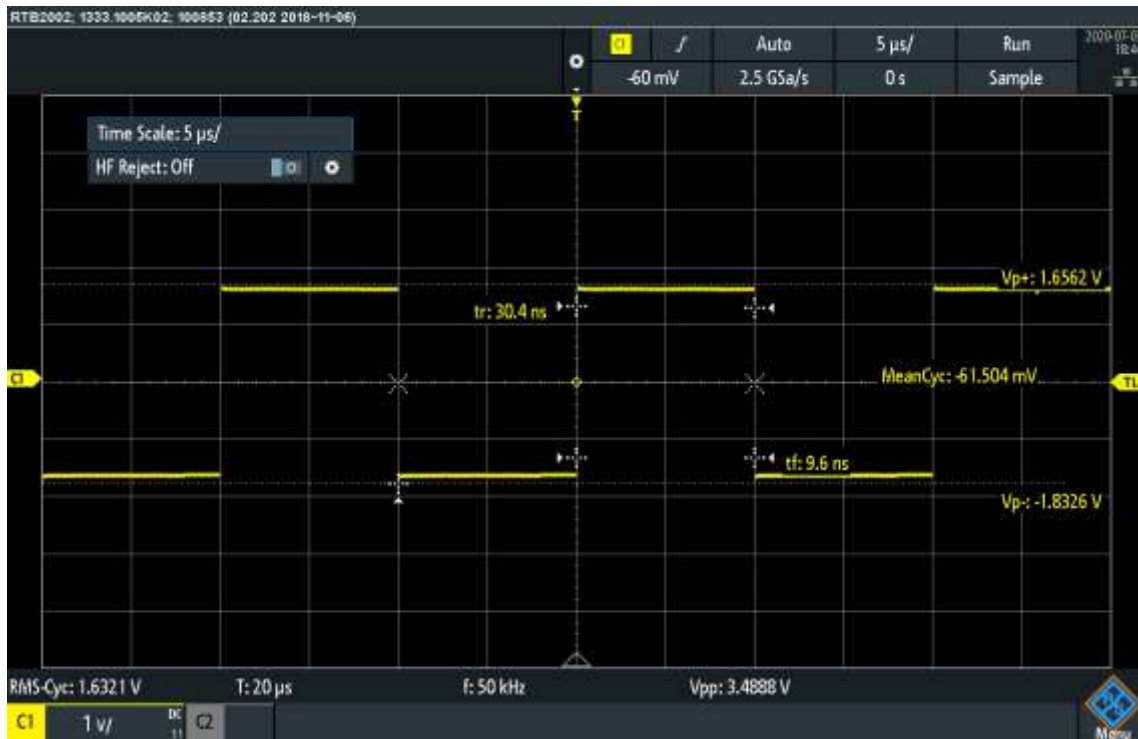 RTB2002; 1333.1005K02; 100853 (02.202 2018-11-06)
C1 Auto 5 µs/ Run
-60 mV 2.5 GSa/s 0 s Sample
T
Time Scale: 5 µs/
HF Reject: Off
Vp+: 1.6562 V
tr: 30.4 ns
C1
MeanCyc: -61.504 mV
TL
tf: 9.6 ns
Vp-: -1.8326 V
RMS-Cyc: 1.6321 V T: 20 µs f: 50 kHz Vpp: 3.4888 V
C1 1 V/ DC C2
Menu